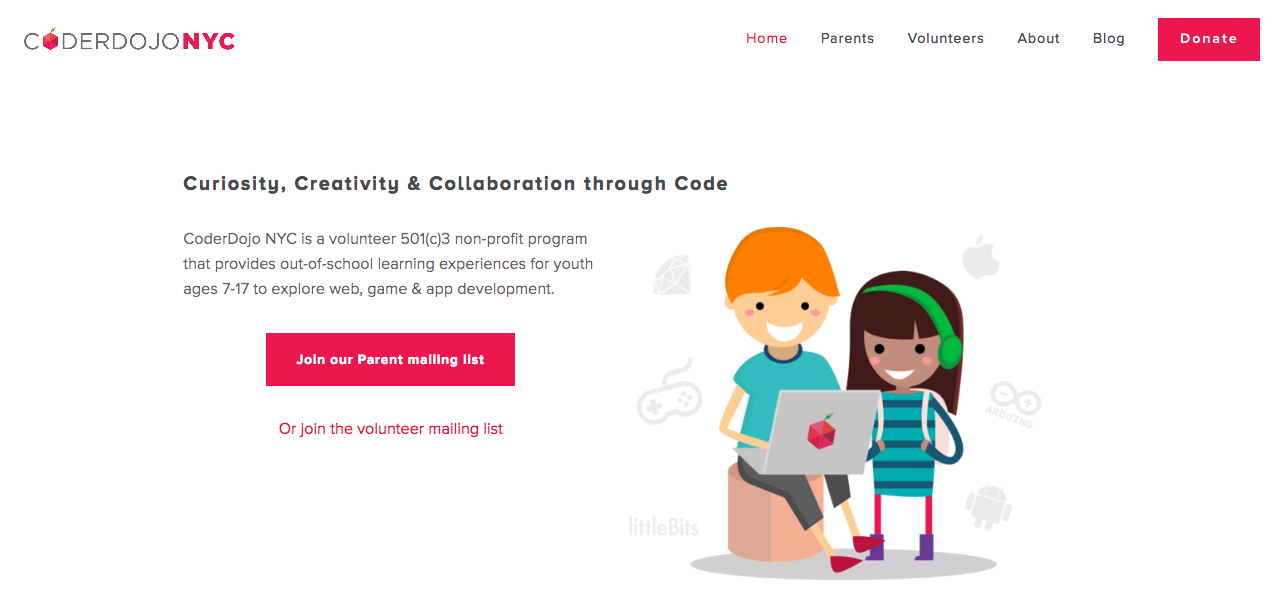 CODERDOJO NYC
Home Parents Volunteers About Blog Donate
Curiosity, Creativity & Collaboration through Code
CoderDojo NYC is a volunteer 501(c)3 non-profit program
that provides out-of-school learning experiences for youth
ages 7-17 to explore web, game & app development.
Join our Parent mailing list
Or join the volunteer mailing list
ARDUINO
littleBits